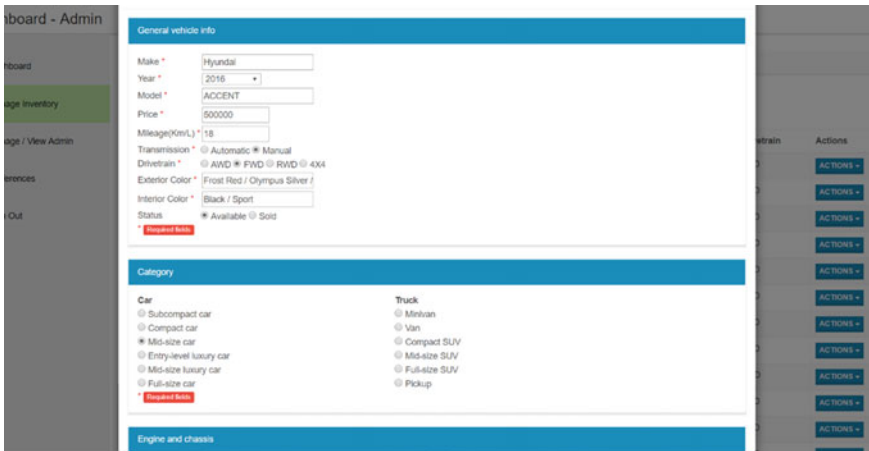 hboard - Admin
General vehicle info
hboard
Make * Hyundai
Year * 2016
age Inventory
Model * ACCENT
Price * 500000
Mileage(Km/L) * 18
age / View Admin
etrain Actions
Transmission * Automatic Manual
Drivetrain * AWD FWD RWD 4X4
ACTIONS
erences
Exterior Color * Frost Red / Olympus Silver /
ACTIONS
Interior Color * Black / Sport
Out
Status Available Sold
ACTIONS
* Required fields
ACTIONS
Category
ACTIONS
Car Truck
ACTIONS
Subcompact car Minivan
Compact car Van
ACTIONS
Mid-size car Compact SUV
ACTIONS
Entry-level luxury car Mid-size SUV
Mid-size luxury car Full-size SUV
ACTIONS
Full-size car Pickup
* Required fields
ACTIONS
ACTIONS
Engine and chassis